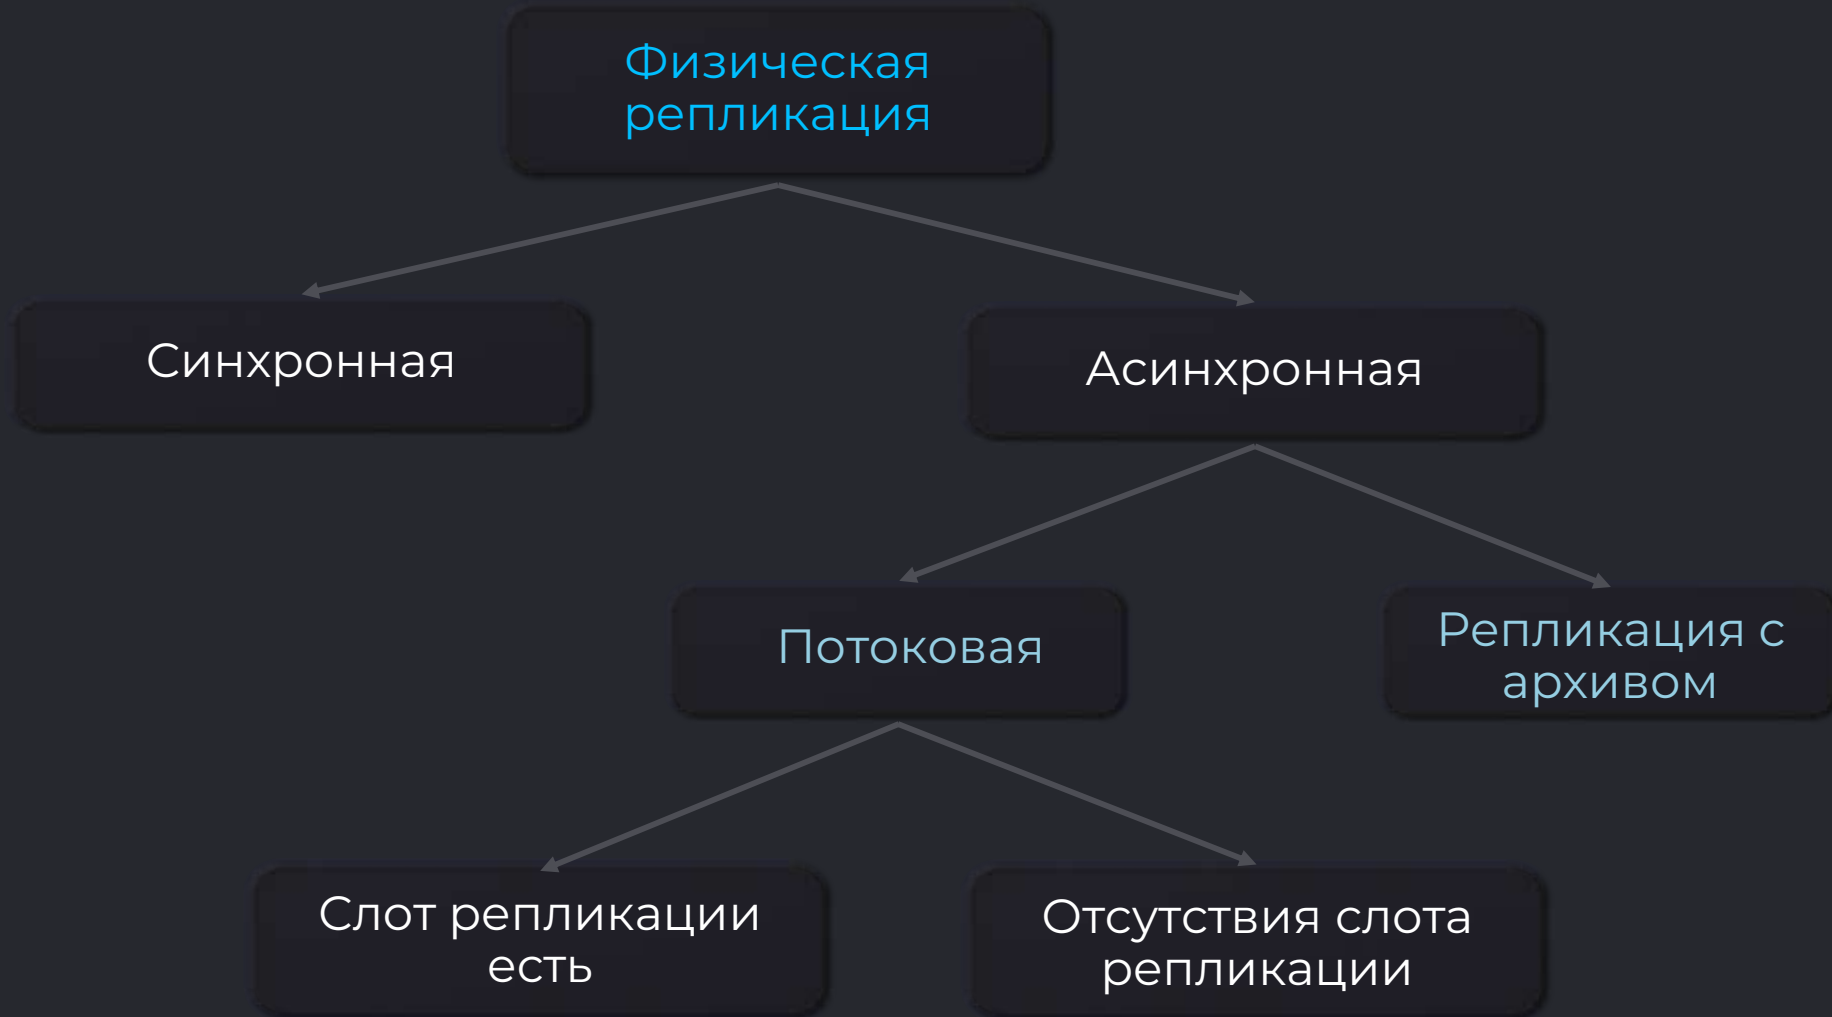 Физическая
репликация
Синхронная
Асинхронная
Потоковая
Репликация с
архивом
Слот репликации
есть
Отсутствия слота
репликации